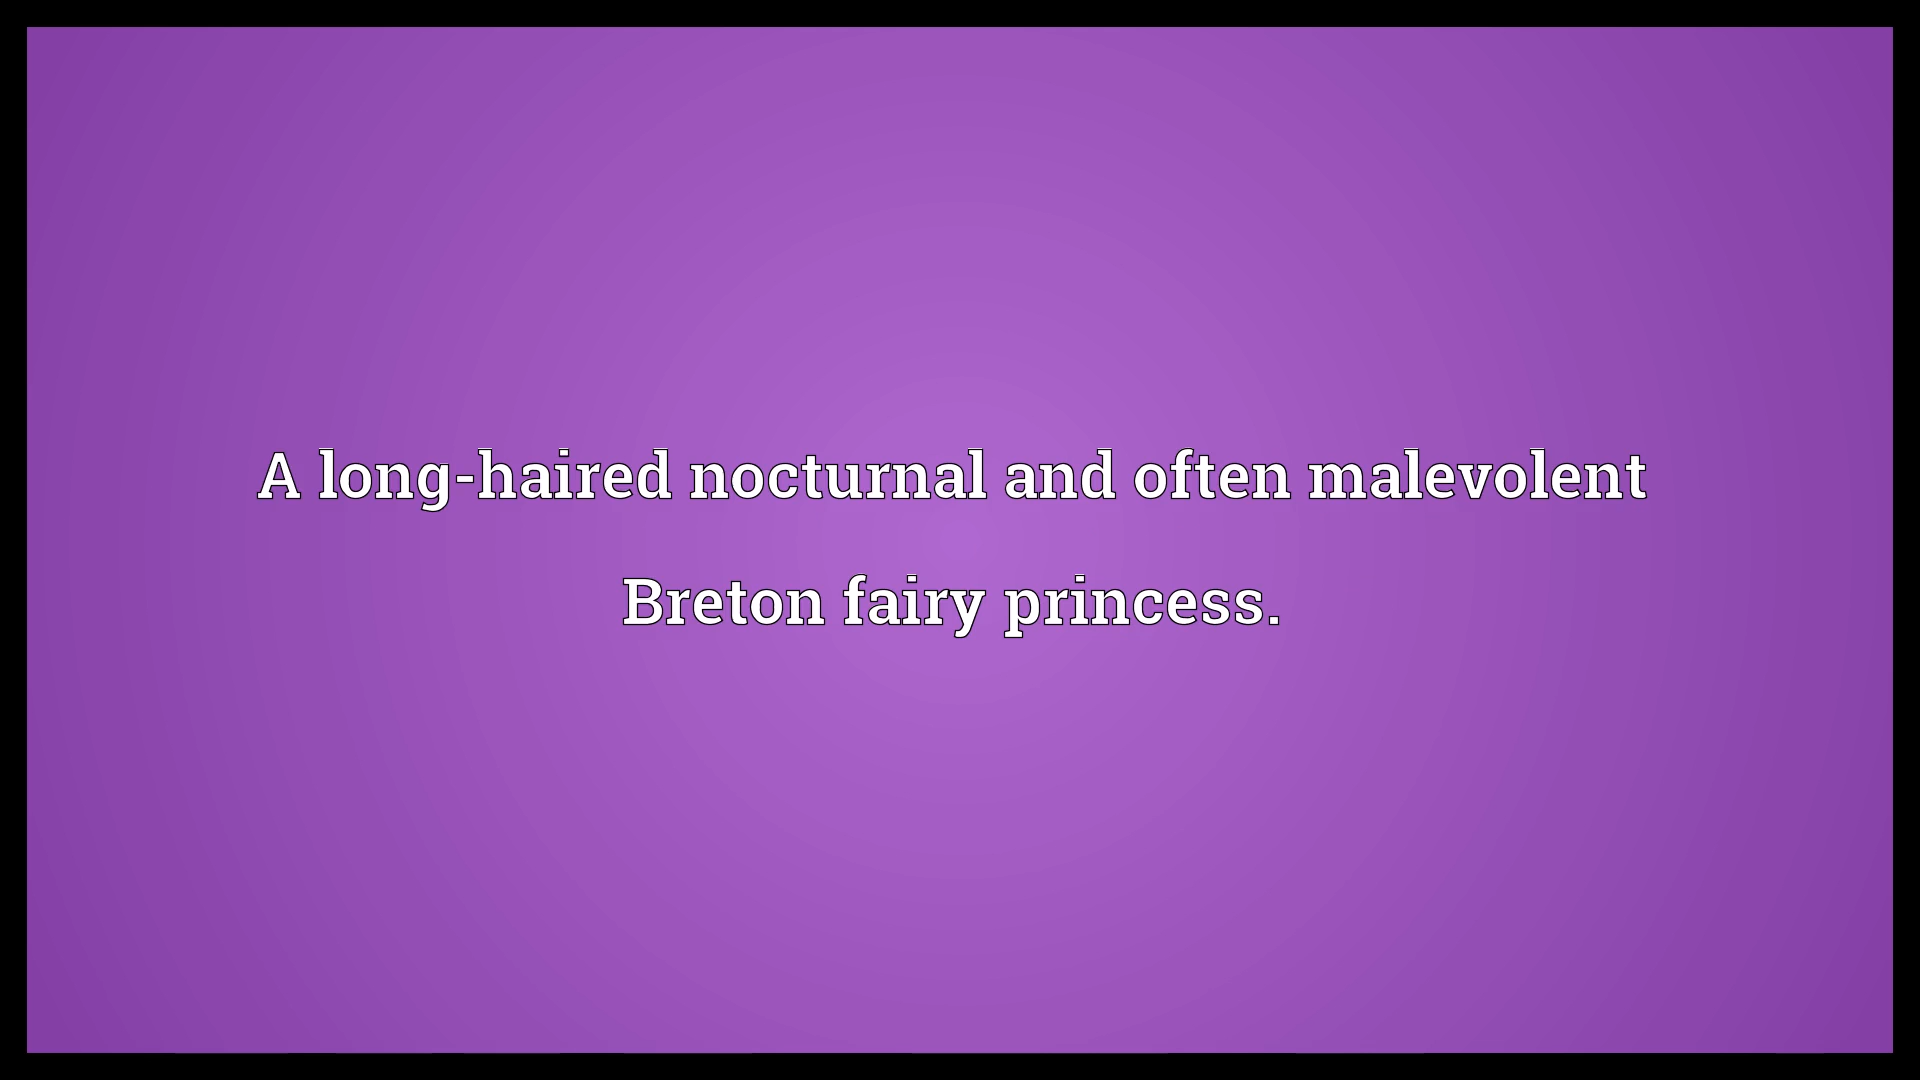 A long-haired nocturnal and often malevolent
Breton fairy princess.